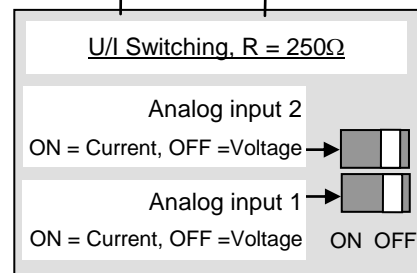 U/I Switching, R = 250Ω
Analog input 2
ON = Current, OFF =Voltage
Analog input 1
ON = Current, OFF =Voltage
ON OFF